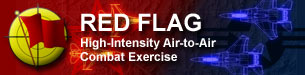 RED FLAG
High-Intensity Air-to-Air
Combat Exercise